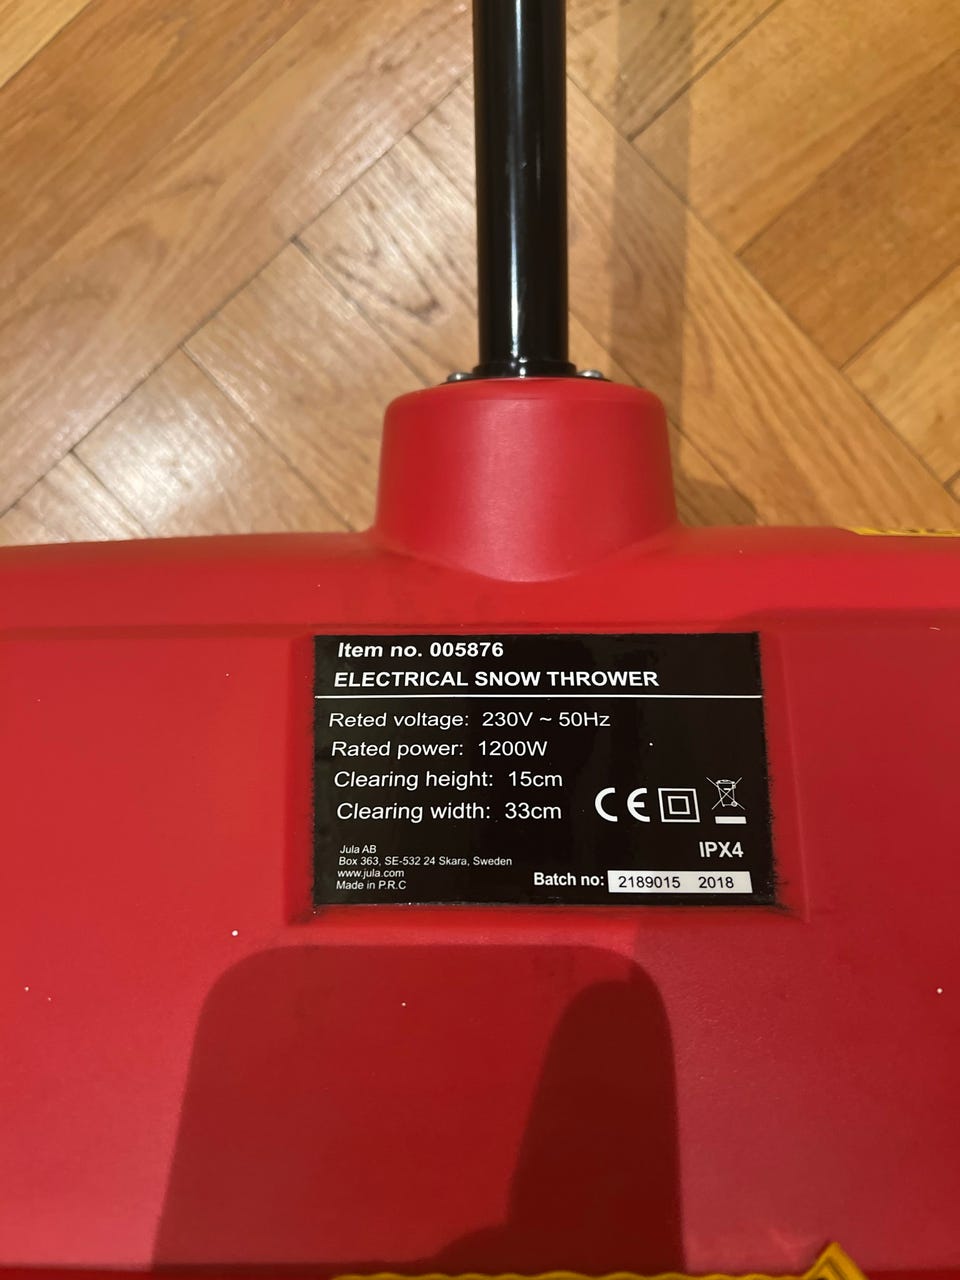 Item no. 005876
ELECTRICAL SNOW THROWER
Reted voltage: 230V ~ 50Hz
Rated power: 1200W
Clearing height: 15cm
Clearing width: 33cm
CE
IPX4
Jula AB
Box 363, SE-532 24 Skara, Sweden
www.jula.com
Made in P.R.C
Batch no: 2189015 2018